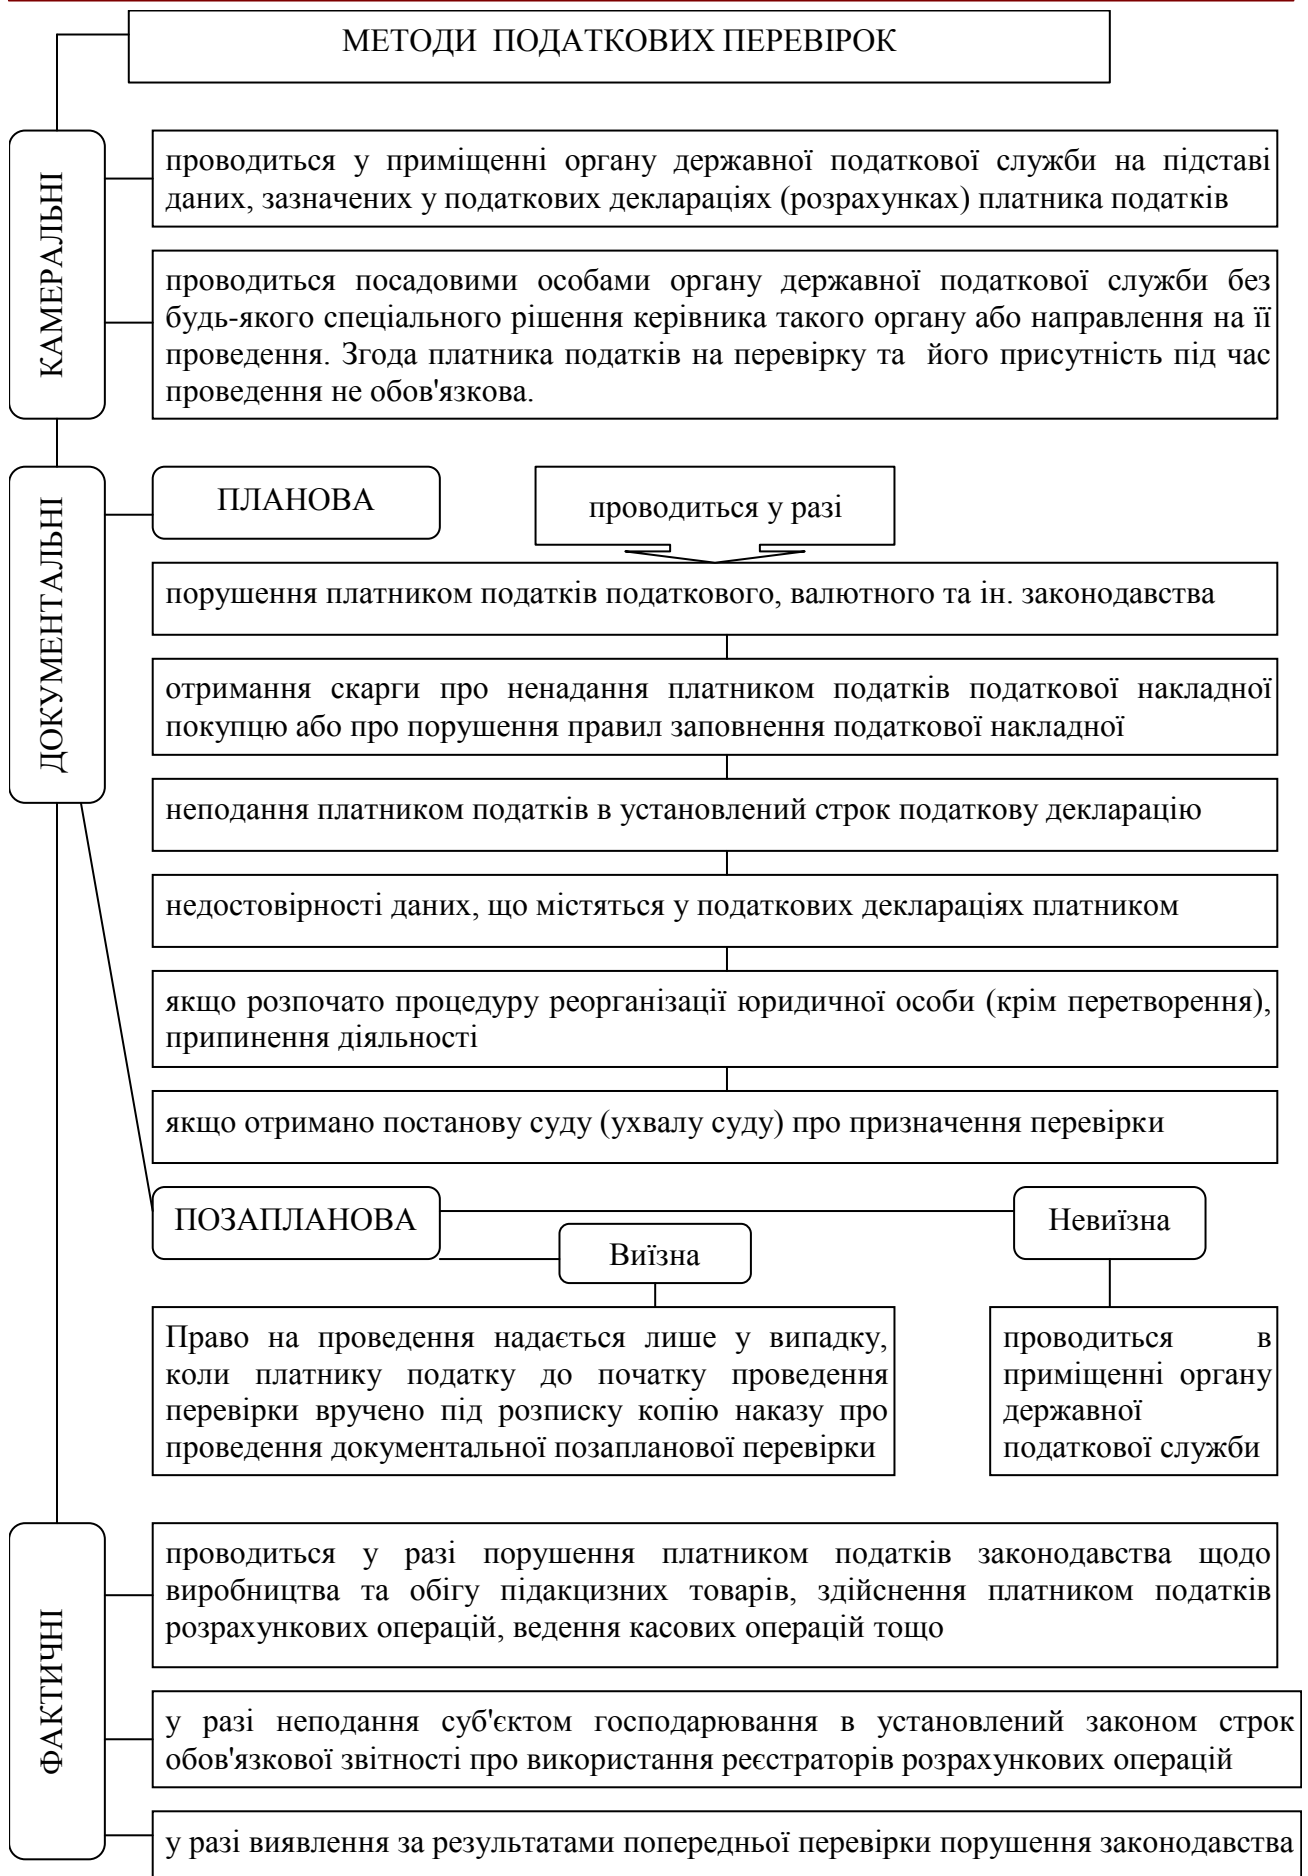 МЕТОДИ ПОДАТКОВИХ ПЕРЕВІРОК
КАМЕРАЛЬНІ
проводиться у приміщенні органу державної податкової служби на підставі
даних, зазначених у податкових деклараціях (розрахунках) платника податків
проводиться посадовими особами органу державної податкової служби без
будь-якого спеціального рішення керівника такого органу або направлення на її
проведення. Згода платника податків на перевірку та його присутність під час
проведення не обов'язкова.
ДОКУМЕНТАЛЬНІ
ПЛАНОВА
проводиться у разі
порушення платником податків податкового, валютного та ін. законодавства
отримання скарги про ненадання платником податків податкової накладної
покупцю або про порушення правил заповнення податкової накладної
неподання платником податків в установлений строк податкову декларацію
недостовірності даних, що містяться у податкових деклараціях платником
якщо розпочато процедуру реорганізації юридичної особи (крім перетворення),
припинення діяльності
якщо отримано постанову суду (ухвалу суду) про призначення перевірки
ПОЗАПЛАНОВА
Виїзна
Невиїзна
Право на проведення надається лише у випадку,
коли платнику податку до початку проведення
перевірки вручено під розписку копію наказу про
проведення документальної позапланової перевірки
проводиться в
приміщенні органу
державної
податкової служби
ФАКТИЧНІ
проводиться у разі порушення платником податків законодавства щодо
виробництва та обігу підакцизних товарів, здійснення платником податків
розрахункових операцій, ведення касових операцій тощо
у разі неподання суб'єктом господарювання в установлений законом строк
обов'язкової звітності про використання реєстраторів розрахункових операцій
у разі виявлення за результатами попередньої перевірки порушення законодавства